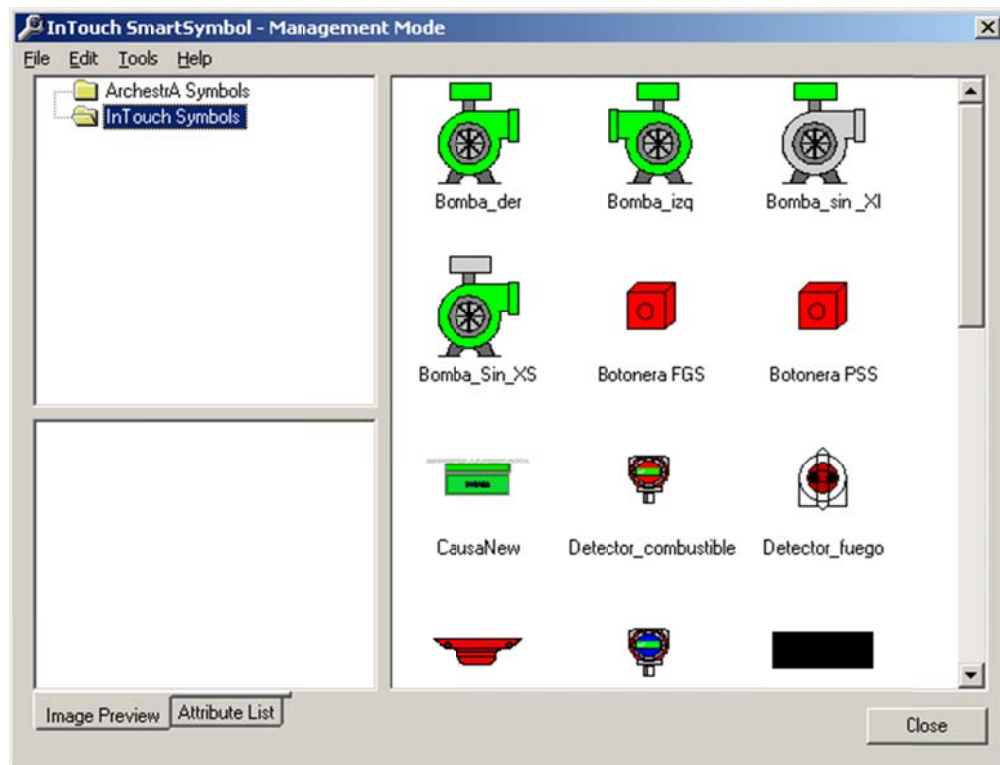 InTouch SmartSymbol - Management Mode
File Edit Tools Help
ArchestrA Symbols
InTouch Symbols
Bomba_der
Bomba_izq
Bomba_sin _XI
Bomba_Sin_XS
Botonera FGS
Botonera PSS
CausaNew
Detector_combustible
Detector_fuego
Image Preview
Attribute List
Close